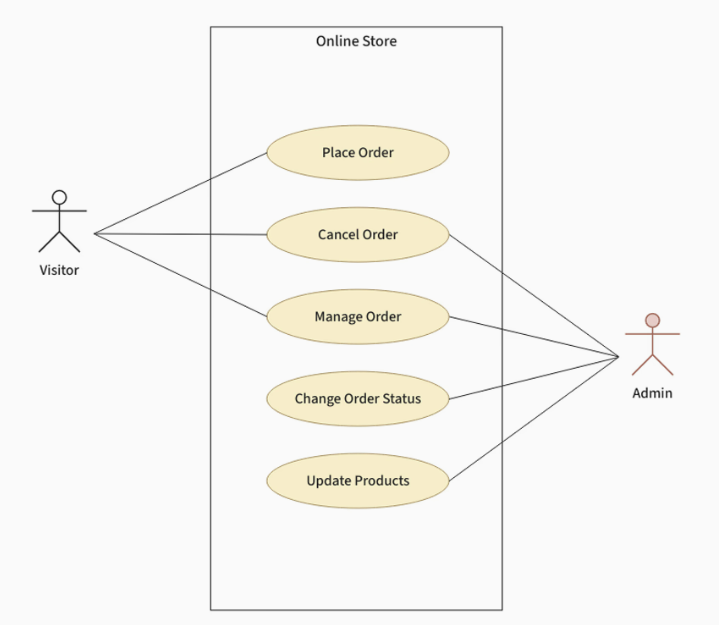 Online Store
Place Order
Cancel Order
Visitor
Manage Order
Admin
Change Order Status
Update Products